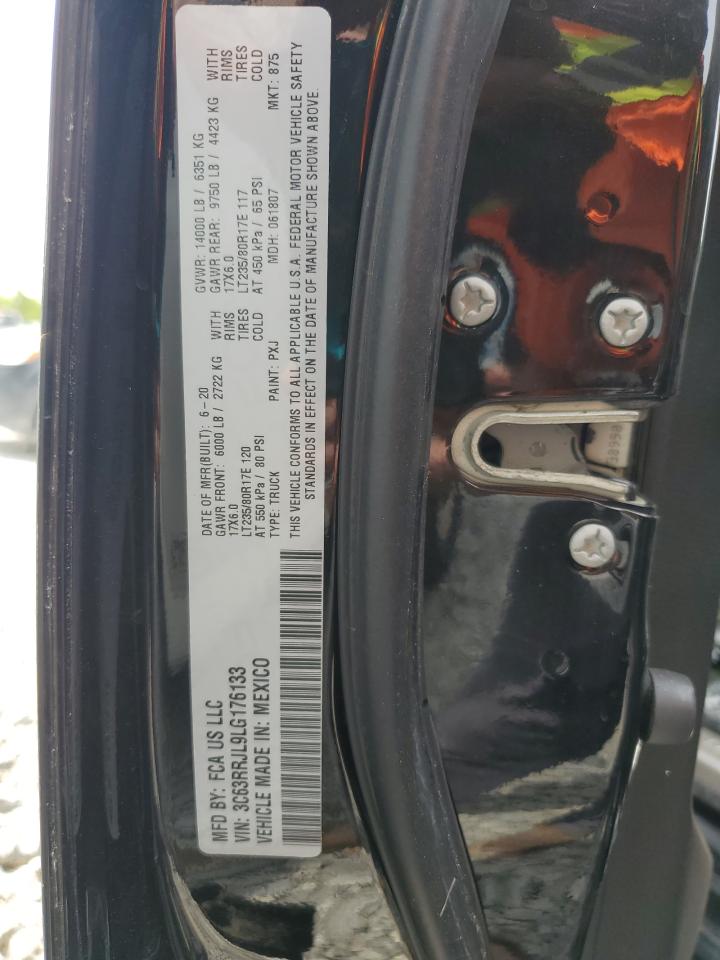 MFD BY: FCA US LLC
VIN: 3C63RRJL9LG176133
VEHICLE MADE IN: MEXICO
DATE OF MFR(BUILT): 6-20 GVWR: 14000 LB / 6351 KG
GAWR FRONT: 6000 LB / 2722 KG WITH GAWR REAR: 9750 LB / 4423 KG WITH
17X6.0 RIMS 17X6.0 RIMS
LT235/80R17E 120 TIRES LT235/80R17E 117 TIRES
AT 550 kPa / 80 PSI COLD AT 450 kPa / 65 PSI COLD
TYPE: TRUCK PAINT: PXJ MDH: 061807 MKT: 875
THIS VEHICLE CONFORMS TO ALL APPLICABLE U.S.A. FEDERAL MOTOR VEHICLE SAFETY
STANDARDS IN EFFECT ON THE DATE OF MANUFACTURE SHOWN ABOVE.